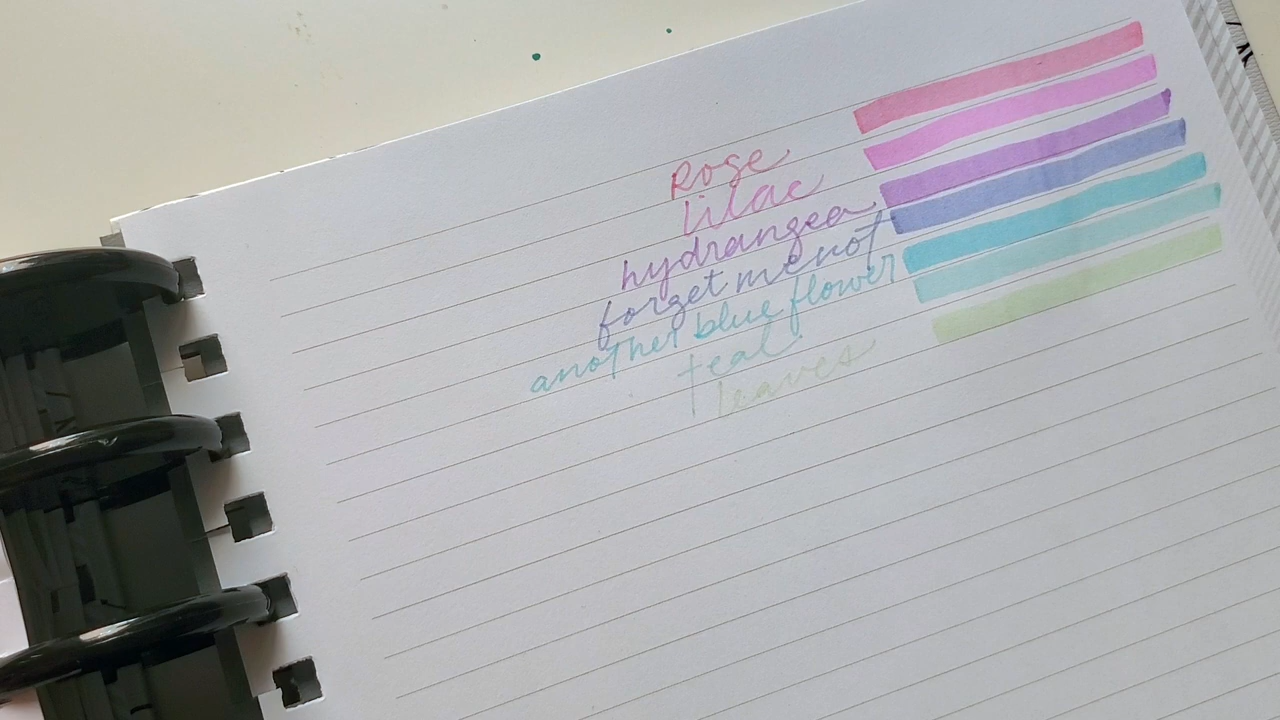 Rose
lilac
hydrangea
forget me not
another blue flower
teal
leaves